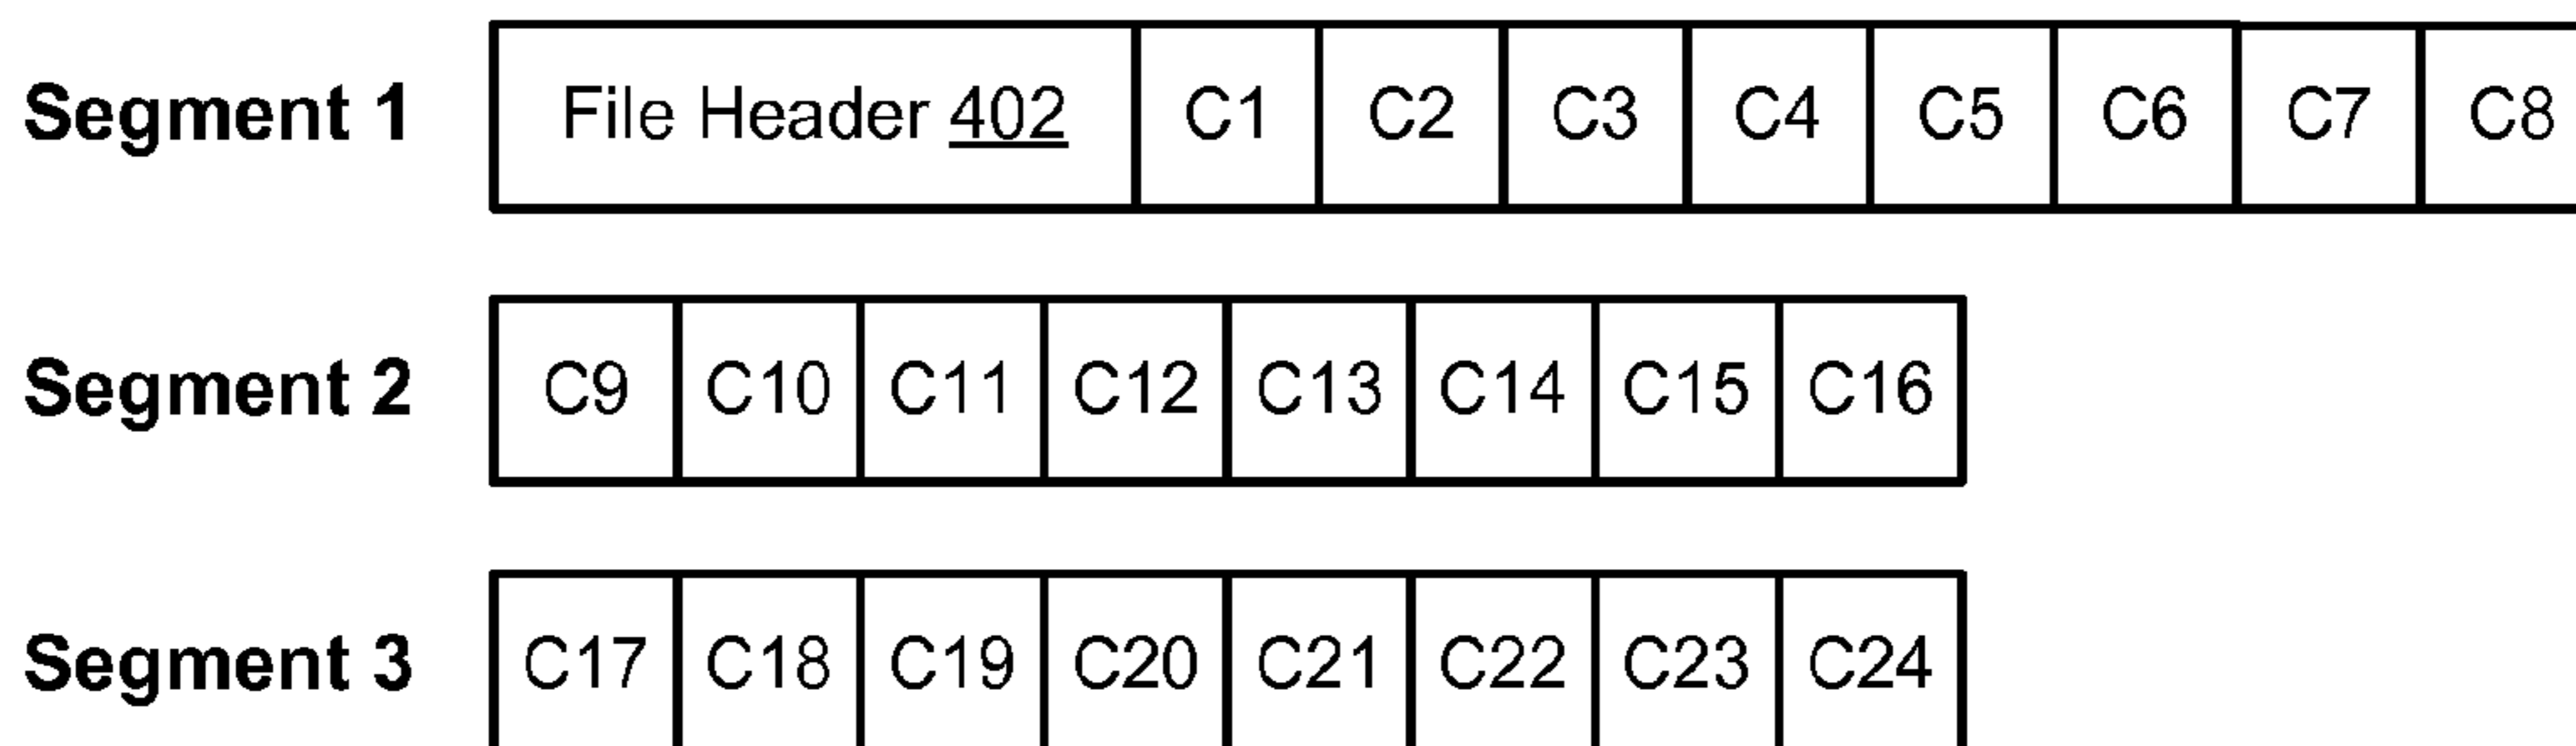 Segment 1 File Header 402 C1 C2 C3 C4 C5 C6 C7 C8
Segment 2 C9 C10 C11 C12 C13 C14 C15 C16
Segment 3 C17 C18 C19 C20 C21 C22 C23 C24